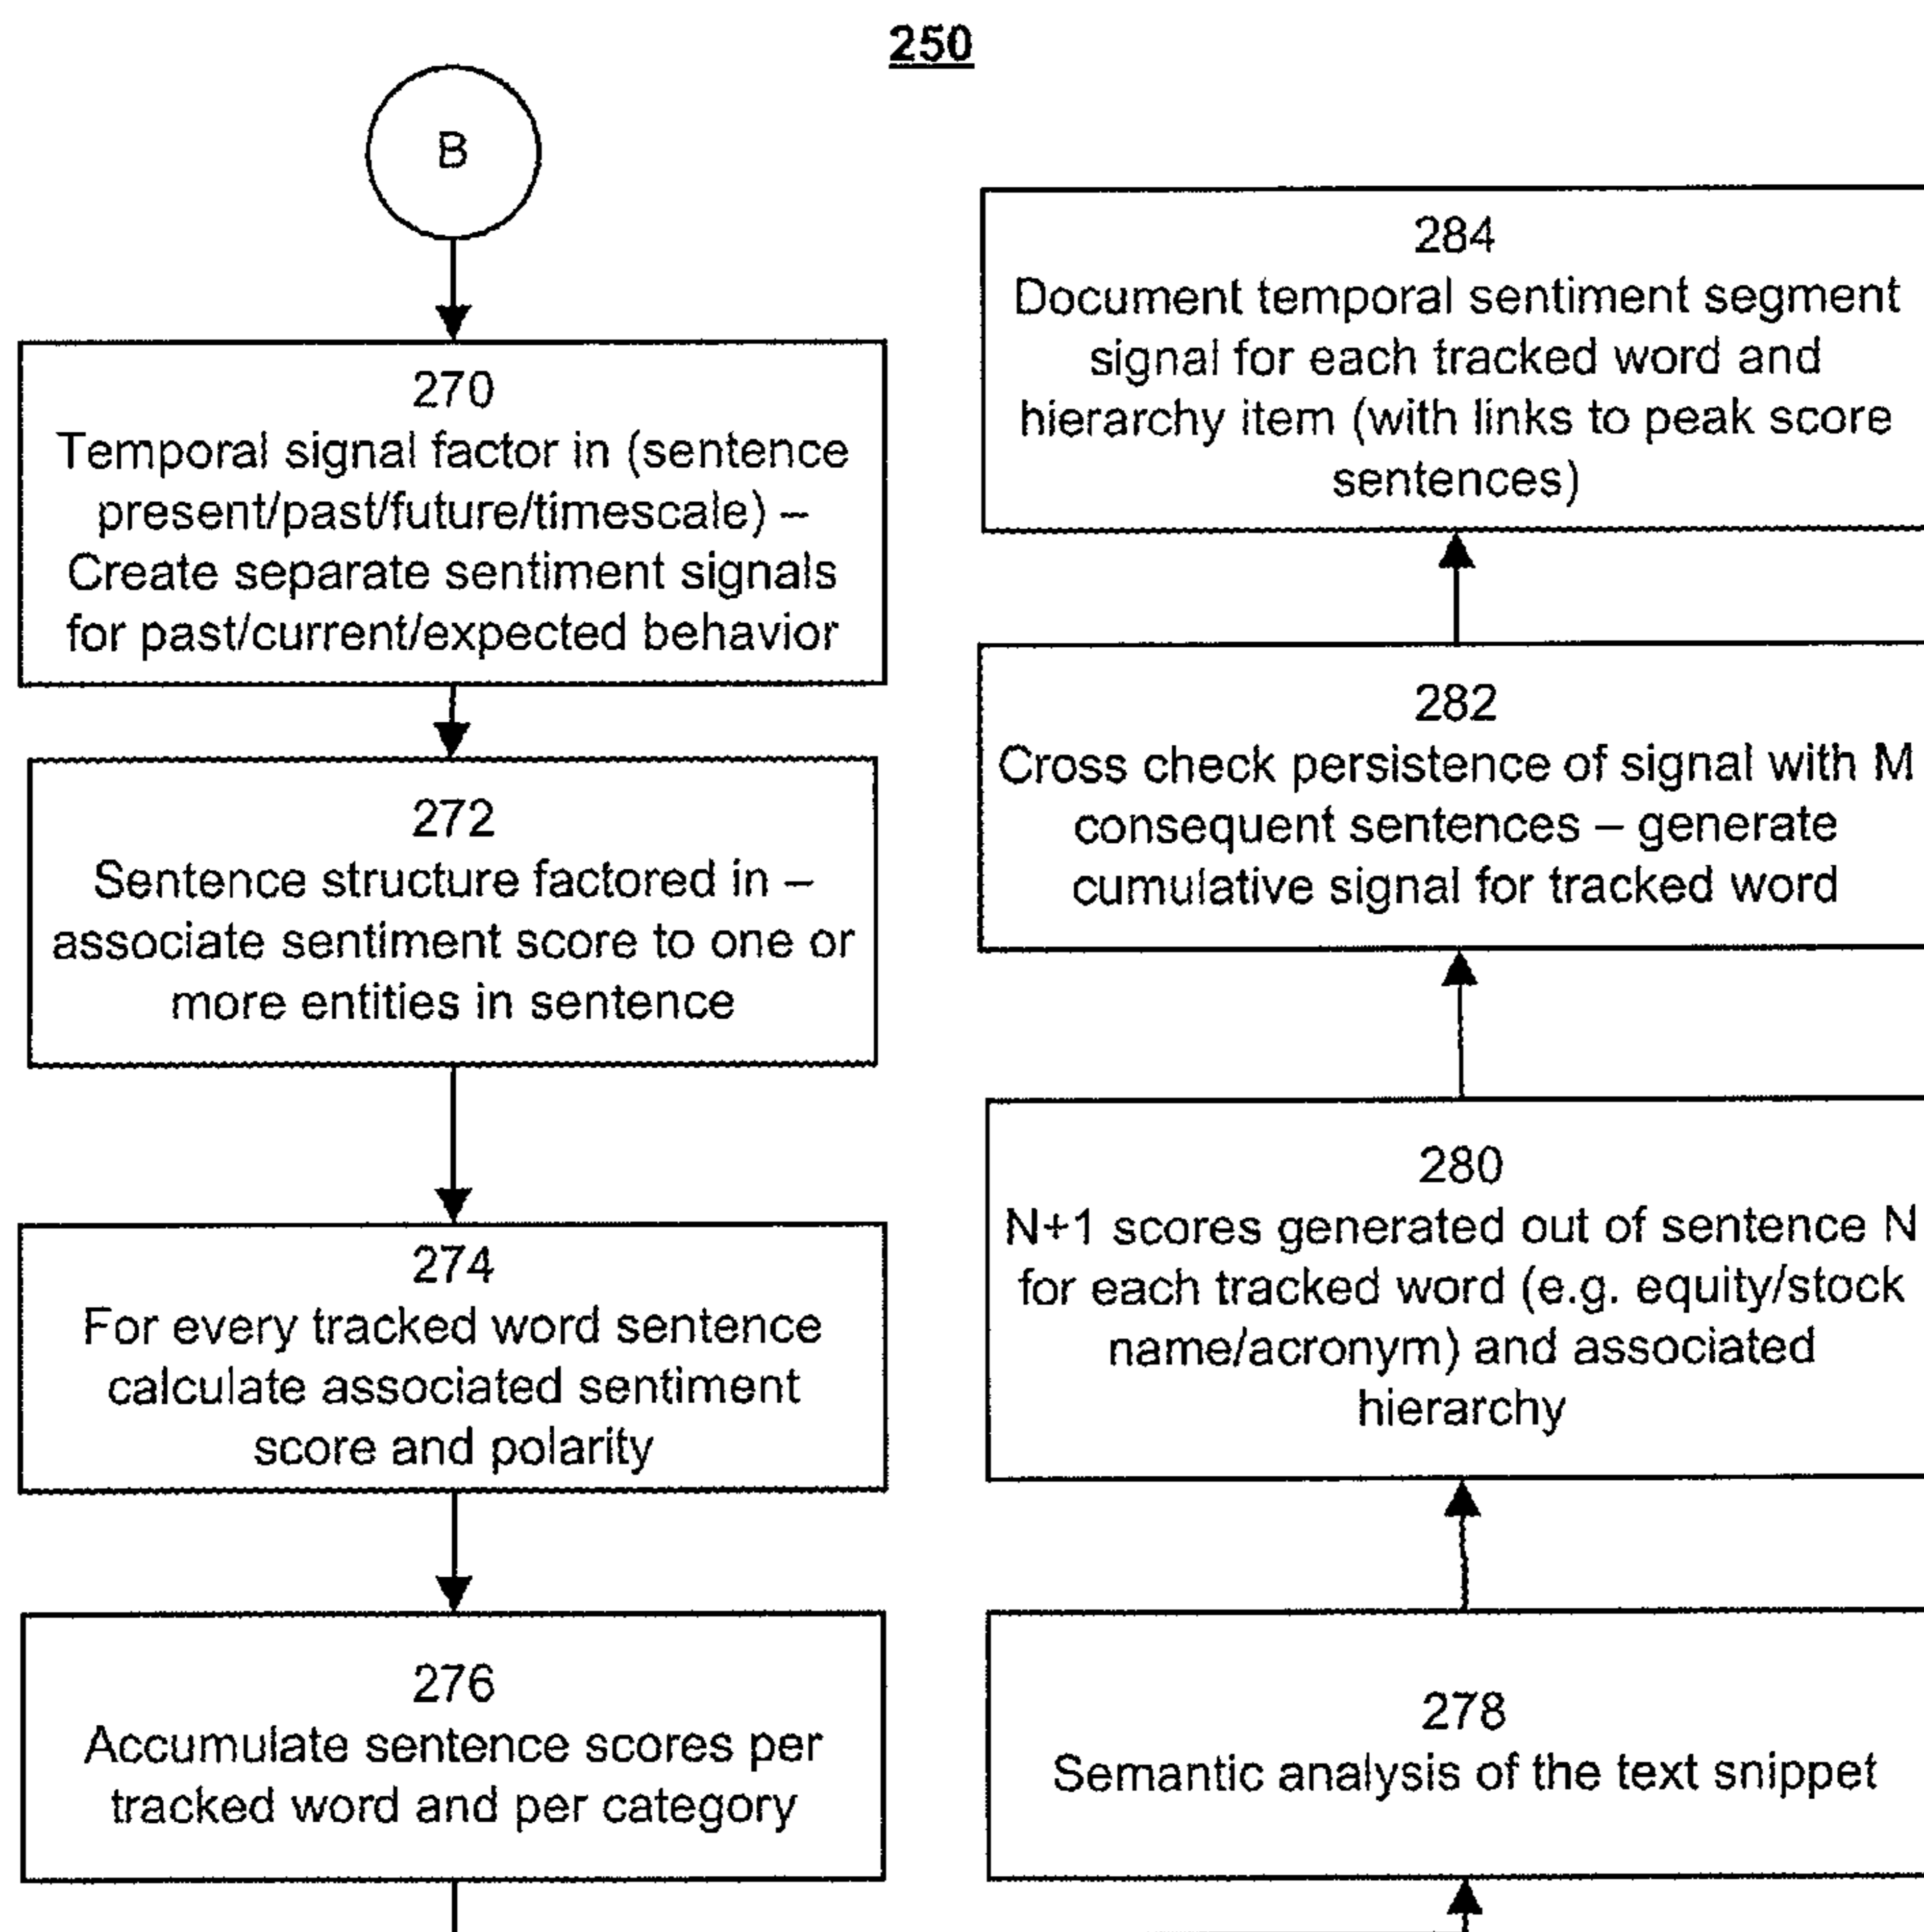 250
B
270
Temporal signal factor in (sentence
present/past/future/timescale) –
Create separate sentiment signals
for past/current/expected behavior
272
Sentence structure factored in –
associate sentiment score to one or
more entities in sentence
274
For every tracked word sentence
calculate associated sentiment
score and polarity
276
Accumulate sentence scores per
tracked word and per category
284
Document temporal sentiment segment
signal for each tracked word and
hierarchy item (with links to peak score
sentences)
282
Cross check persistence of signal with M
consequent sentences – generate
cumulative signal for tracked word
280
N+1 scores generated out of sentence N
for each tracked word (e.g. equity/stock
name/acronym) and associated
hierarchy
278
Semantic analysis of the text snippet